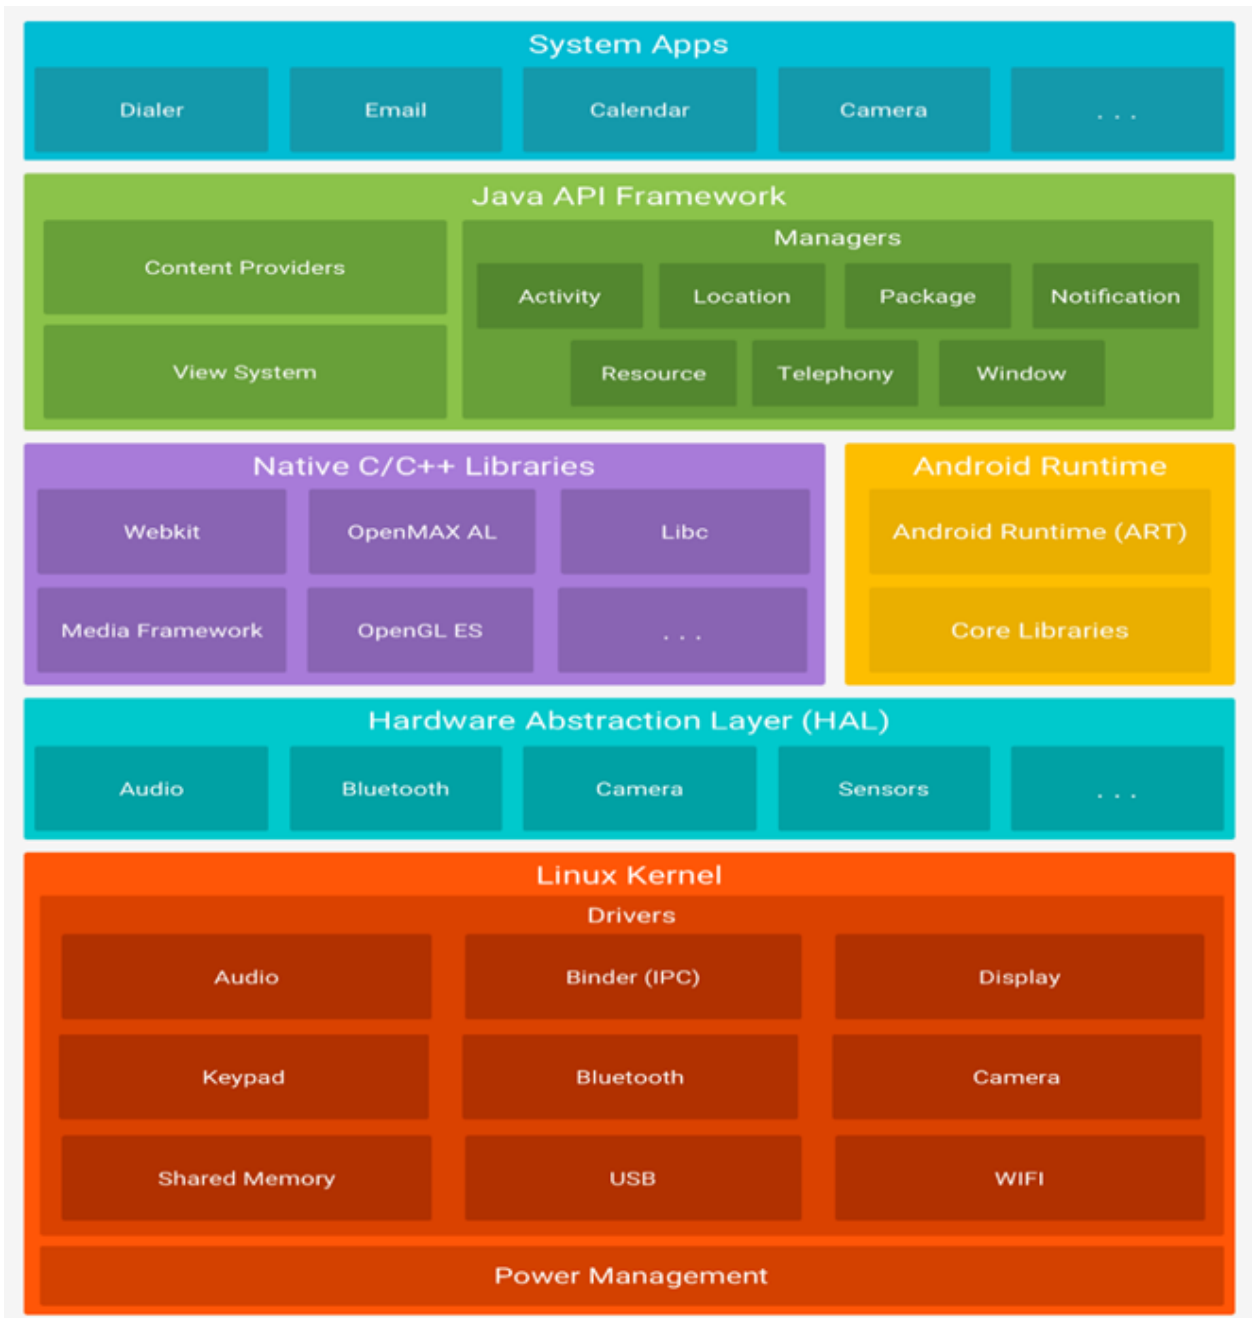 System Apps
Dialer
Email
Calendar
Camera
. . .
Java API Framework
Content Providers
View System
Managers
Activity
Location
Package
Notification
Resource
Telephony
Window
Native C/C++ Libraries
Webkit
OpenMAX AL
Libc
Media Framework
OpenGL ES
. . .
Android Runtime
Android Runtime (ART)
Core Libraries
Hardware Abstraction Layer (HAL)
Audio
Bluetooth
Camera
Sensors
. . .
Linux Kernel
Drivers
Audio
Binder (IPC)
Display
Keypad
Bluetooth
Camera
Shared Memory
USB
WIFI
Power Management